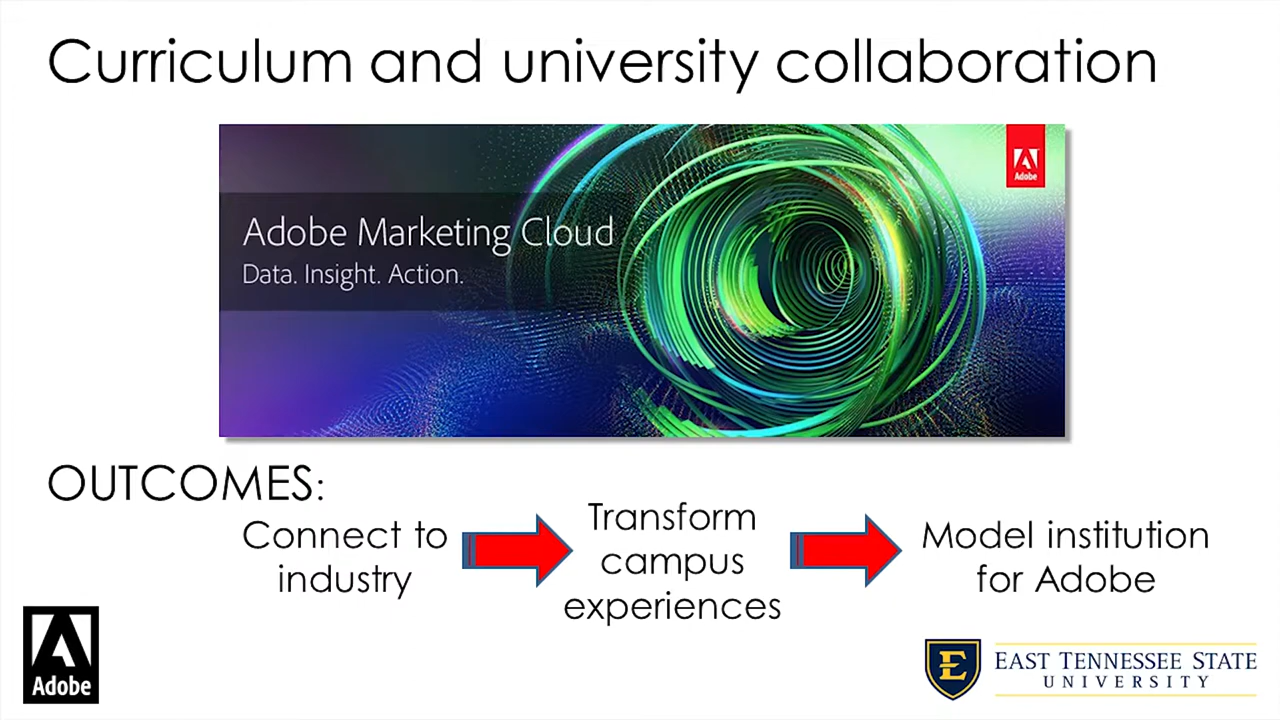 Curriculum and university collaboration
Adobe
Adobe Marketing Cloud
Data. Insight. Action.
OUTCOMES:
Connect to
industry
Transform
campus
experiences
Model institution
for Adobe
Adobe
E
EAST TENNESSEE STATE
UNIVERSITY